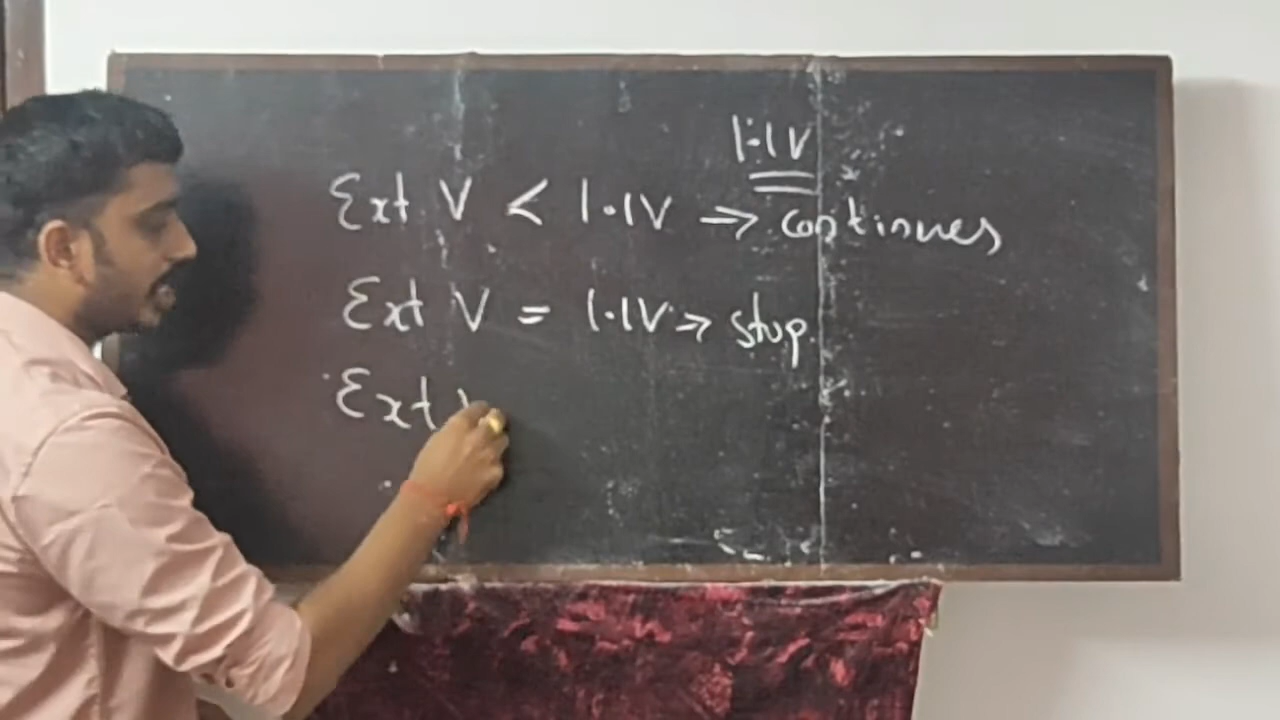 1.1V
Ext V < 1.1V → continues
Ext V = 1.1V → stop.
Ext V